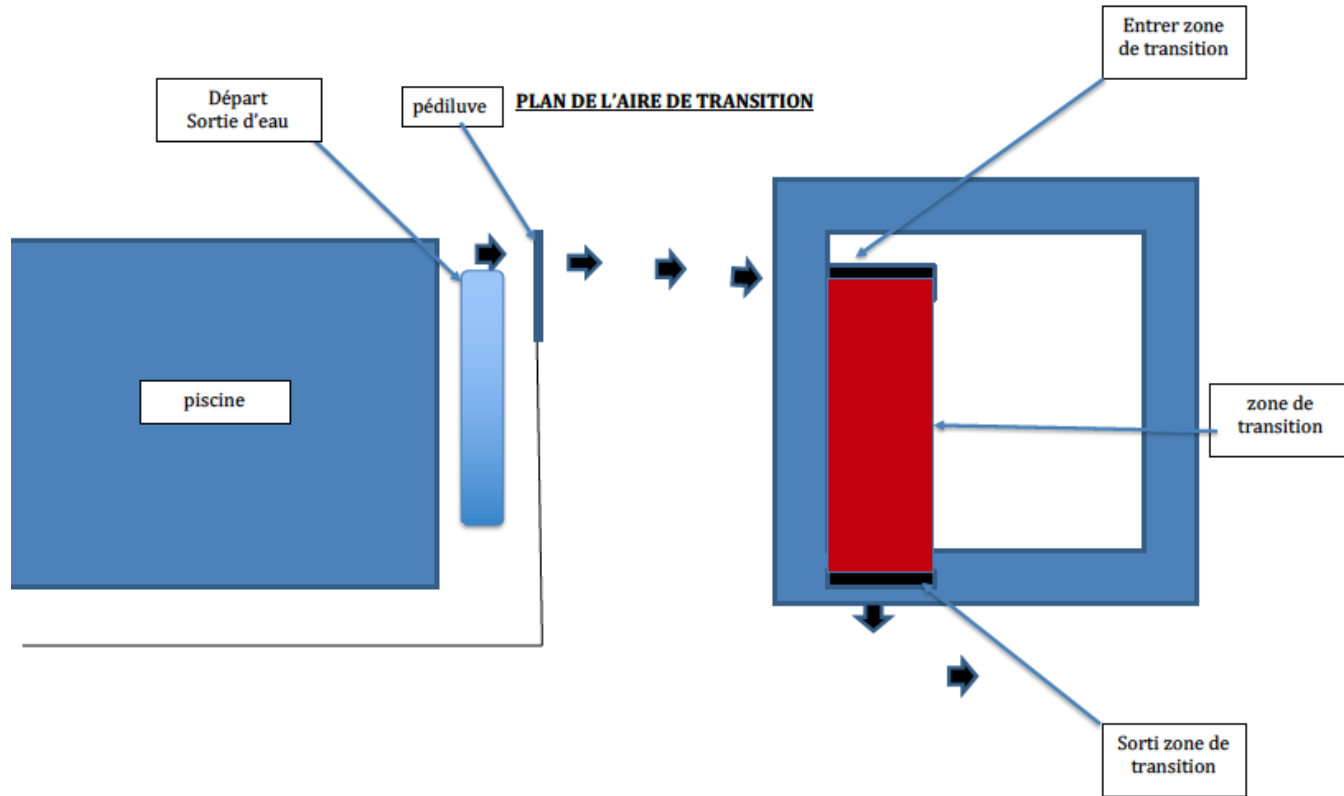 Entrer zone
de transition
Départ
Sortie d'eau
pédiluve
PLAN DE L'AIRE DE TRANSITION
piscine
zone de
transition
Sorti zone de
transition